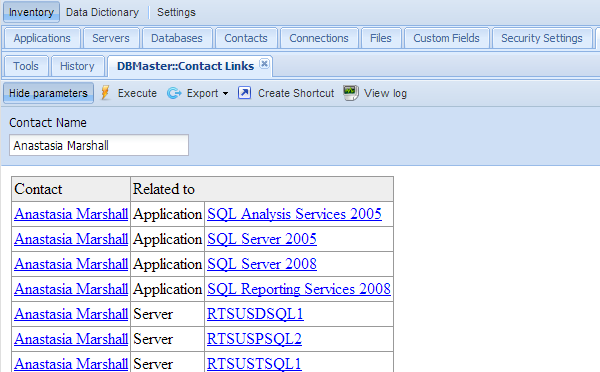 Inventory Data Dictionary Settings
Applications Servers Databases Contacts Connections Files Custom Fields Security Settings
Tools History DBMaster::Contact Links
Hide parameters Execute Export Create Shortcut View log
Contact Name
Anastasia Marshall
Contact Related to
Anastasia Marshall Application SQL Analysis Services 2005
Anastasia Marshall Application SQL Server 2005
Anastasia Marshall Application SQL Server 2008
Anastasia Marshall Application SQL Reporting Services 2008
Anastasia Marshall Server RTSUSDSQL1
Anastasia Marshall Server RTSUSPSQL2
Anastasia Marshall Server RTSUSTSQL1